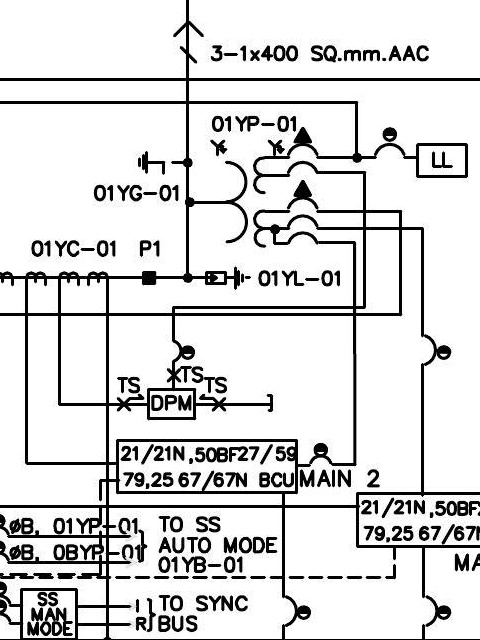 3-1x400 SQ.mm.AAC
01YP-01
LL
01YG-01
01YC-01 P1
01YL-01
TS
TS TS
DPM
21/21N,50BF27/59
79,25 67/67N BCU
MAIN 2
21/21N,50BF
79,25 67/67N
MA
ØB, 01YP-01
ØB, 0BYP-01
TO SS
AUTO MODE
01YB-01
SS
MAN
MODE
I
R
TO SYNC
BUS